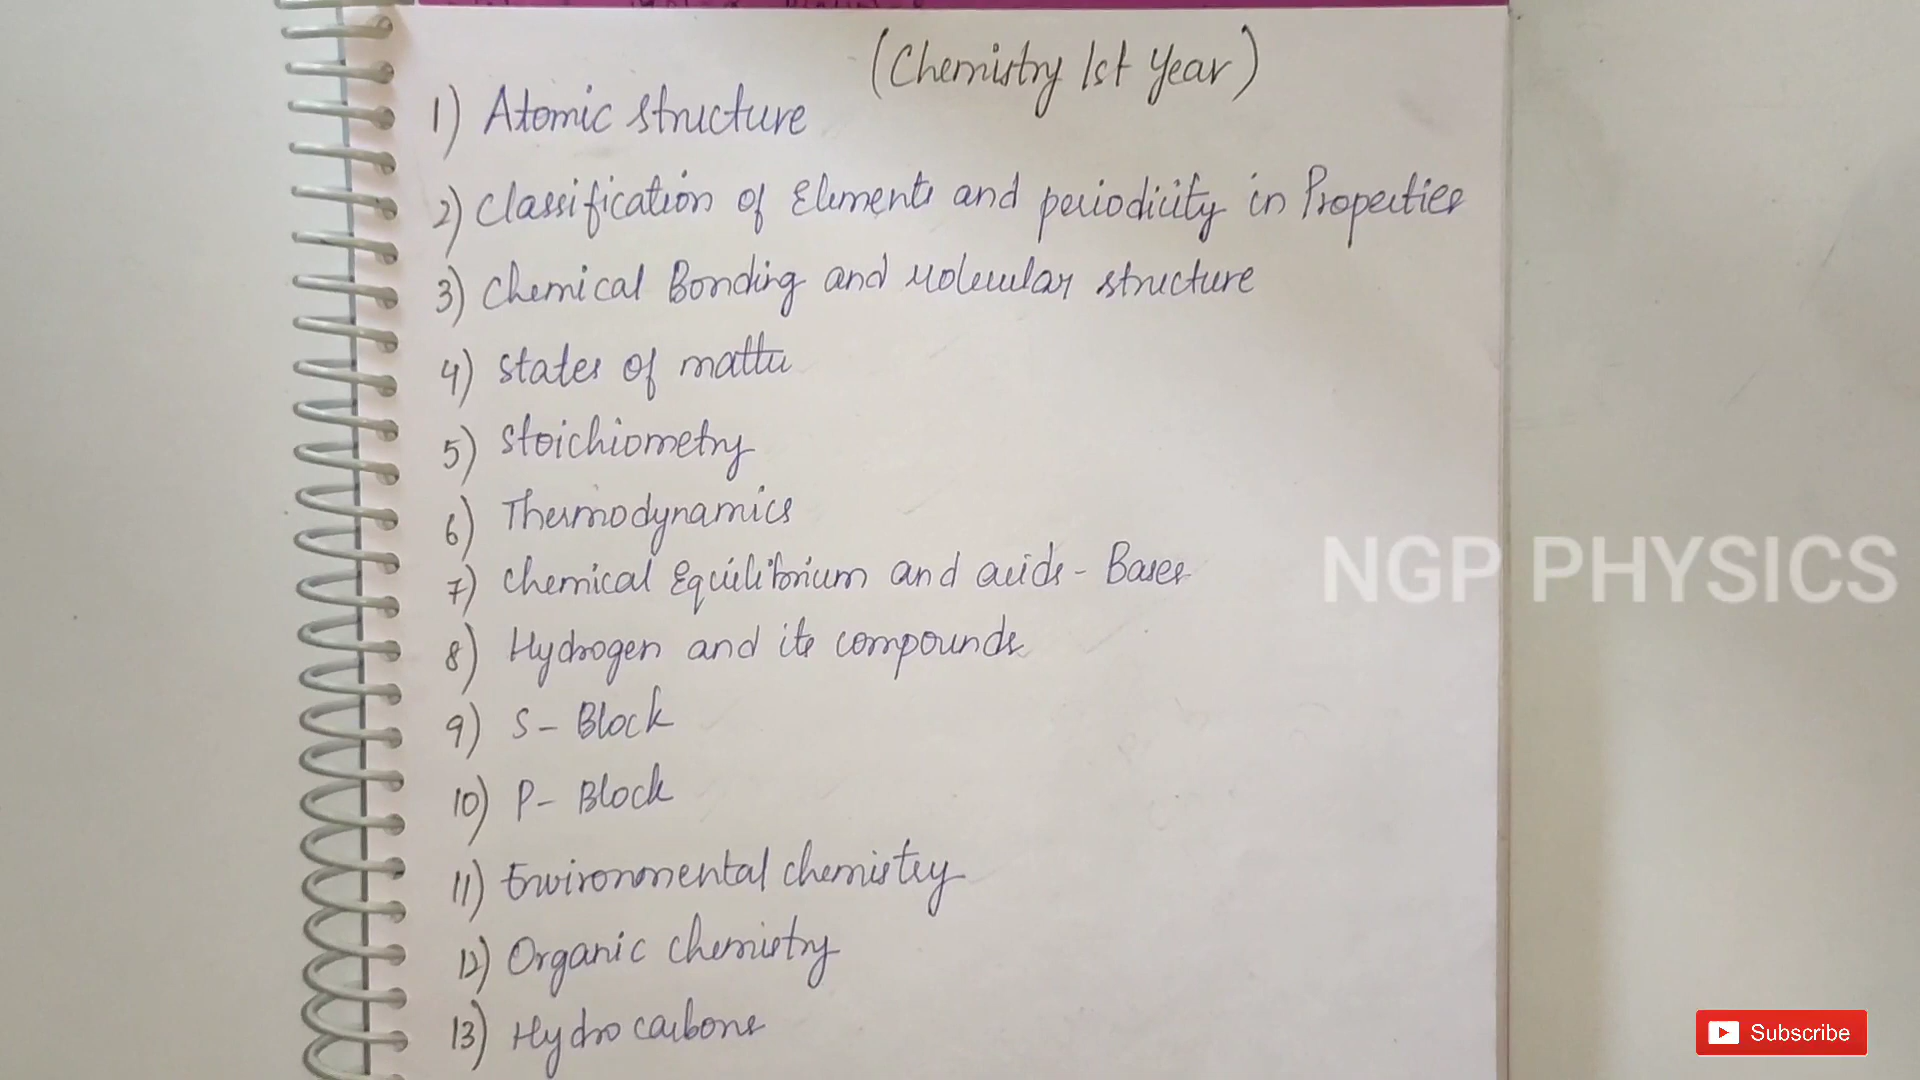 (Chemistry 1st Year)
1) Atomic structure
2) Classification of Elements and periodicity in Properties
3) Chemical Bonding and Molecular structure
4) States of matter
5) Stoichiometry
6) Thermodynamics
7) Chemical Equilibrium and acids - Bases
NGP PHYSICS
8) Hydrogen and its compounds
9) S - Block
10) P - Block
11) Environmental chemistry
12) Organic chemistry
13) Hydrocarbons
Subscribe